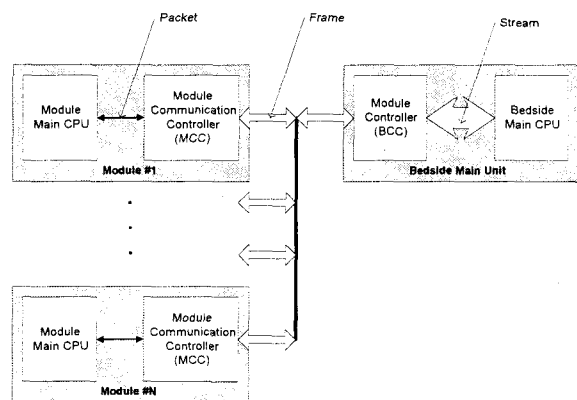 Packet
Frame
Stream
Module
Main CPU
Module
Communication
Controller
(MCC)
Module #1
Module
Controller
(BCC)
Bedside
Main CPU
Bedside Main Unit
Module
Main CPU
Module
Communication
Controller
(MCC)
Module #N